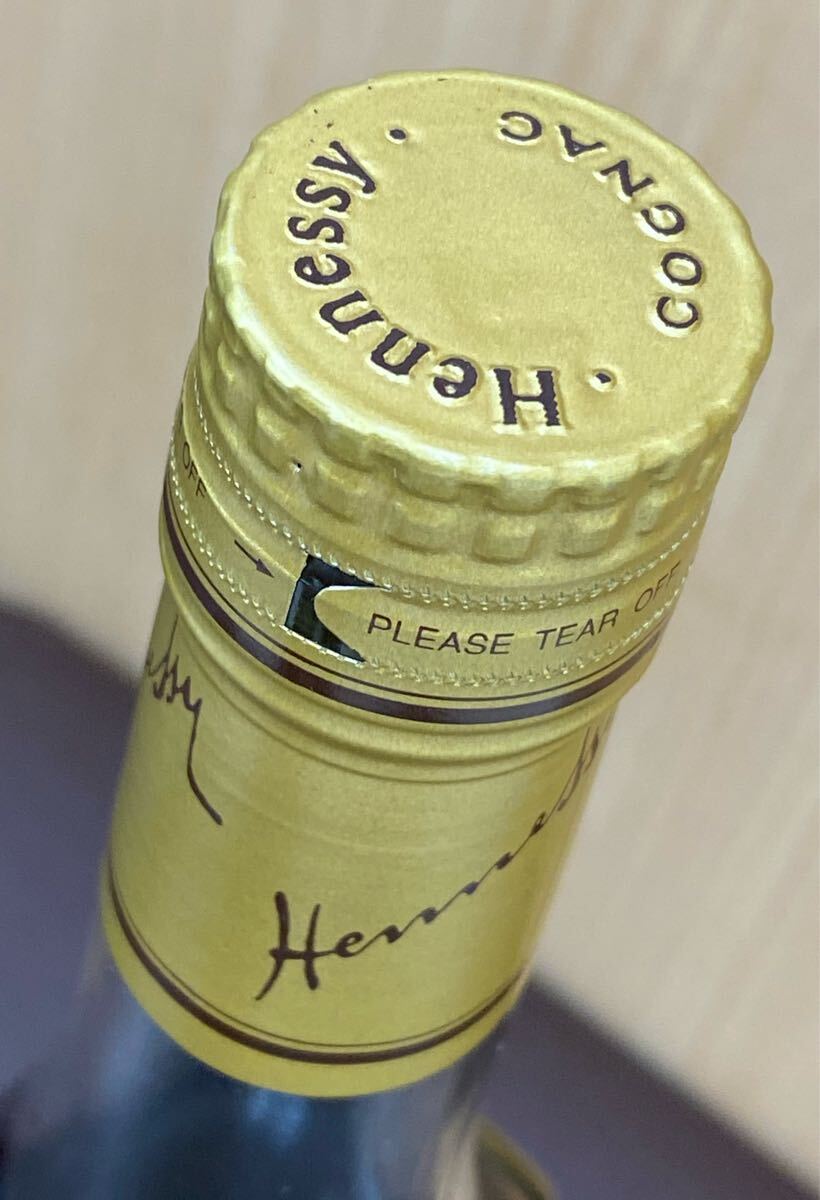 . Hennessy .
COGNAC
OFF
PLEASE TEAR OFF
Hennessy